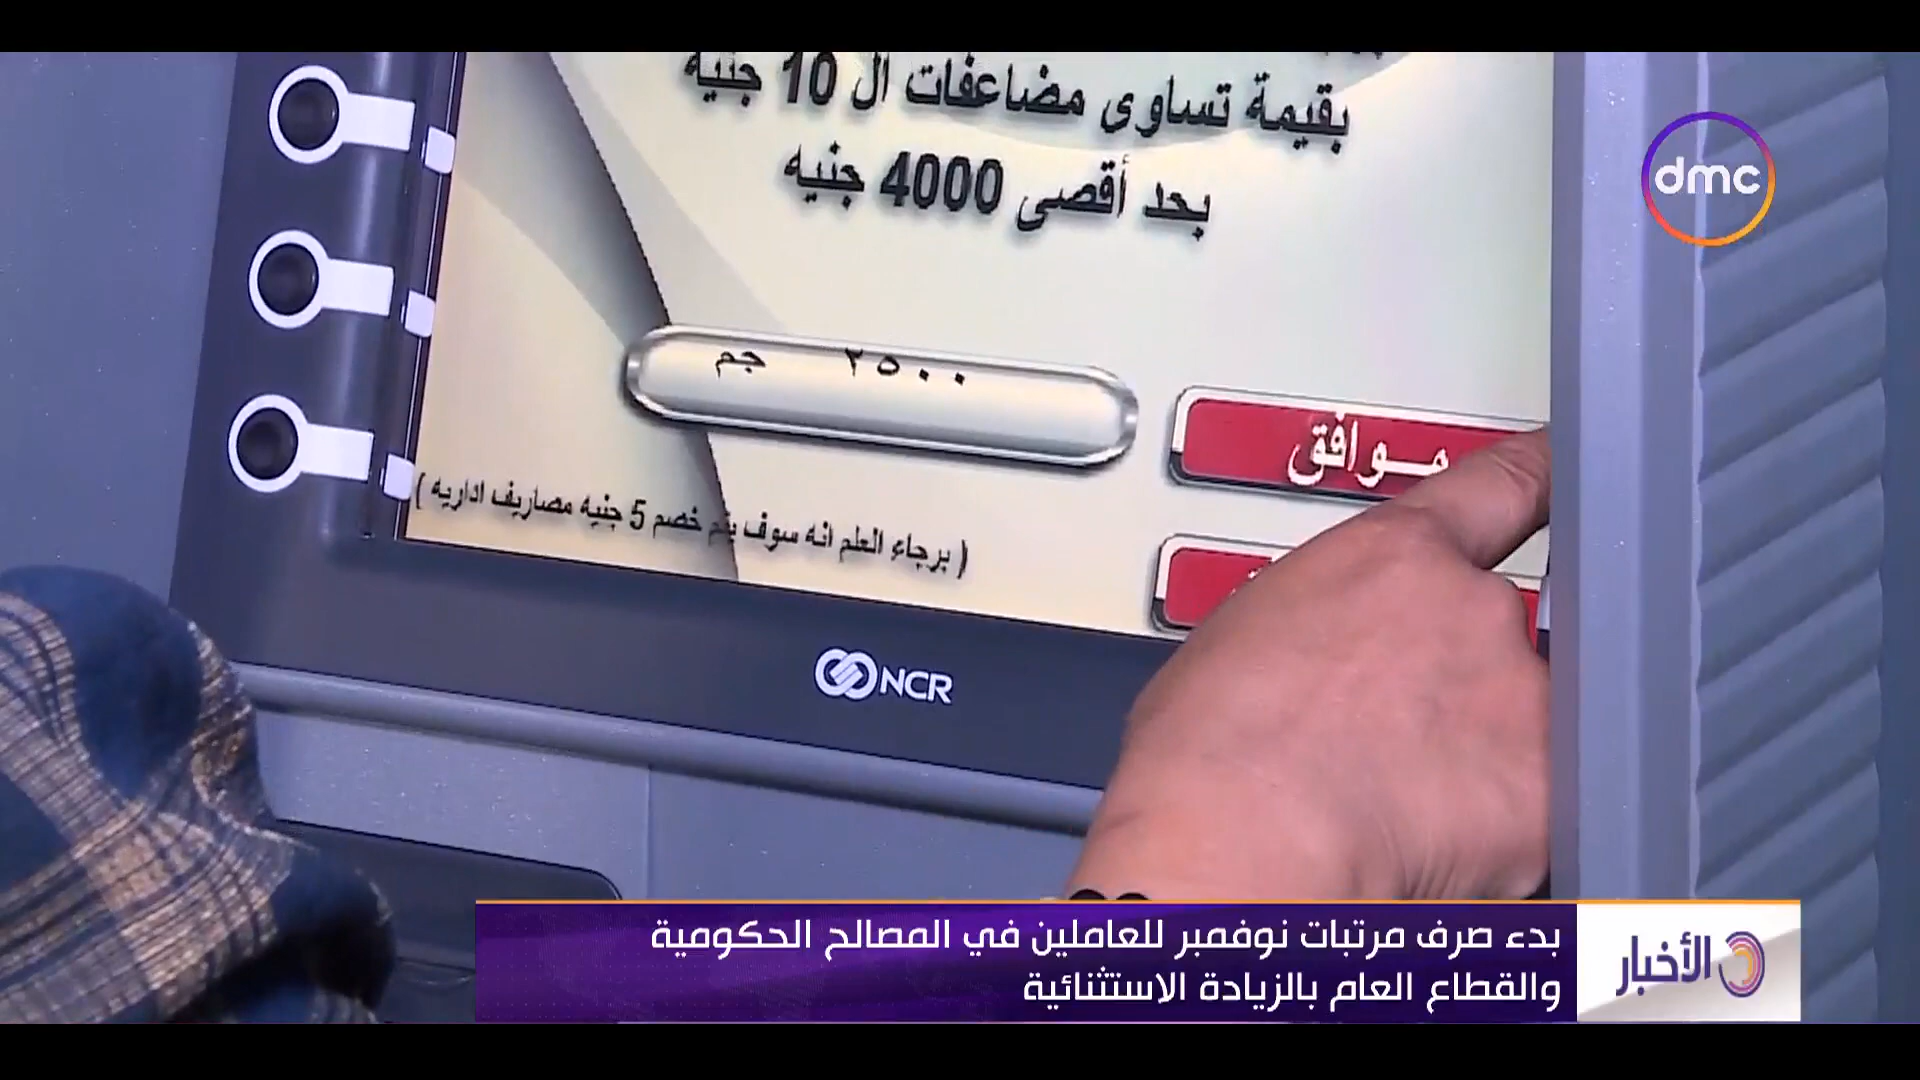 بقيمة تساوى مضاعفات ال 10 جنيه
بحد أقصى 4000 جنيه
dmc
٢٥٠٠ جم
موافق
( برجاء العلم انه سوف يتم خصم 5 جنيه مصاريف اداريه )
NCR
بدء صرف مرتبات نوفمبر للعاملين في المصالح الحكومية
والقطاع العام بالزيادة الاستثنائية
الأخبار